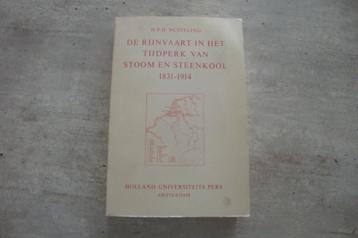 H.P.H. NUSTELING
DE RIJNVAART IN HET
TIJDPERK VAN
STOOM EN STEENKOOL
1831-1914
HOLLAND UNIVERSITEITS PERS
AMSTERDAM